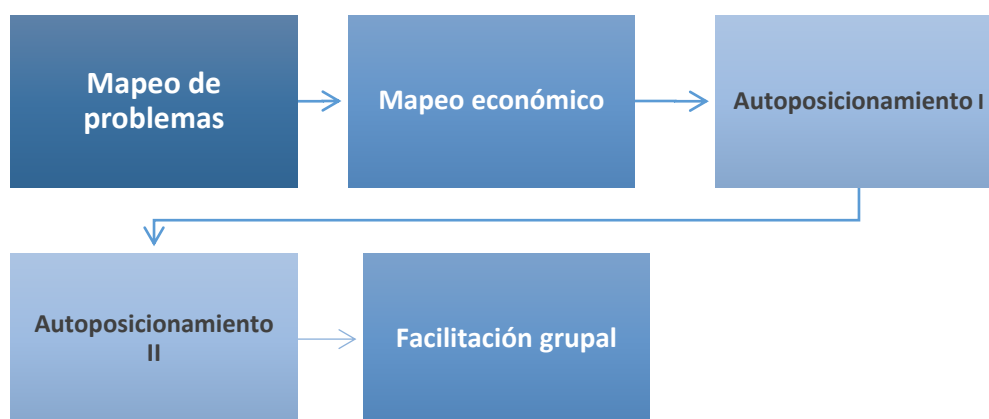 Mapeo de
problemas
Mapeo económico
Autoposicionamiento I
Autoposicionamiento
II
Facilitación grupal